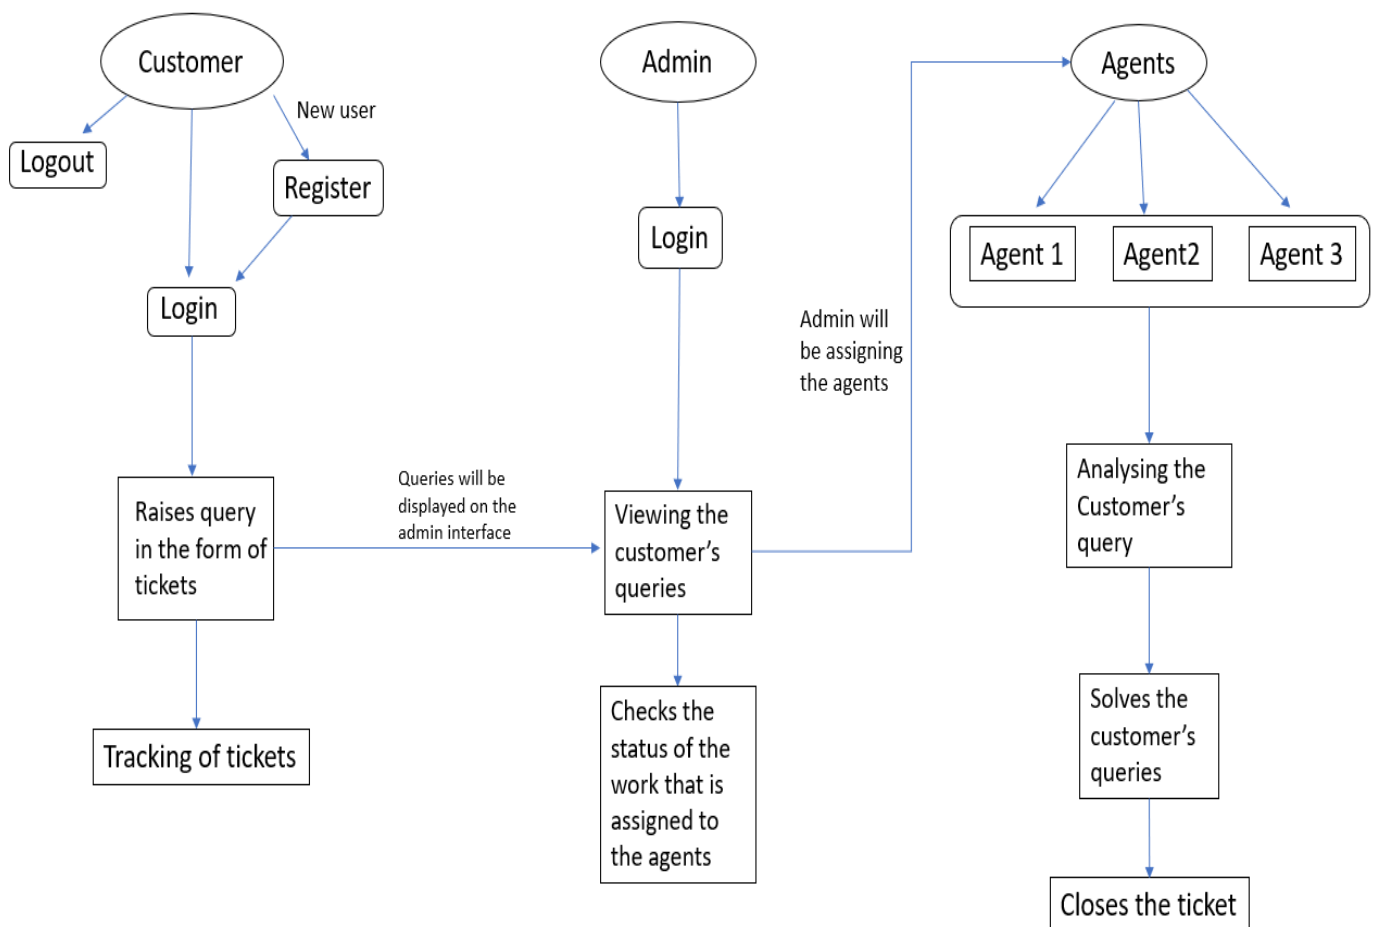 Customer
New user
Logout
Register
Login
Raises query
in the form of
tickets
Tracking of tickets
Queries will be
displayed on the
admin interface
Admin
Login
Viewing the
customer's
queries
Checks the
status of the
work that is
assigned to
the agents
Admin will
be assigning
the agents
Agents
Agent 1
Agent2
Agent 3
Analysing the
Customer's
query
Solves the
customer's
queries
Closes the ticket